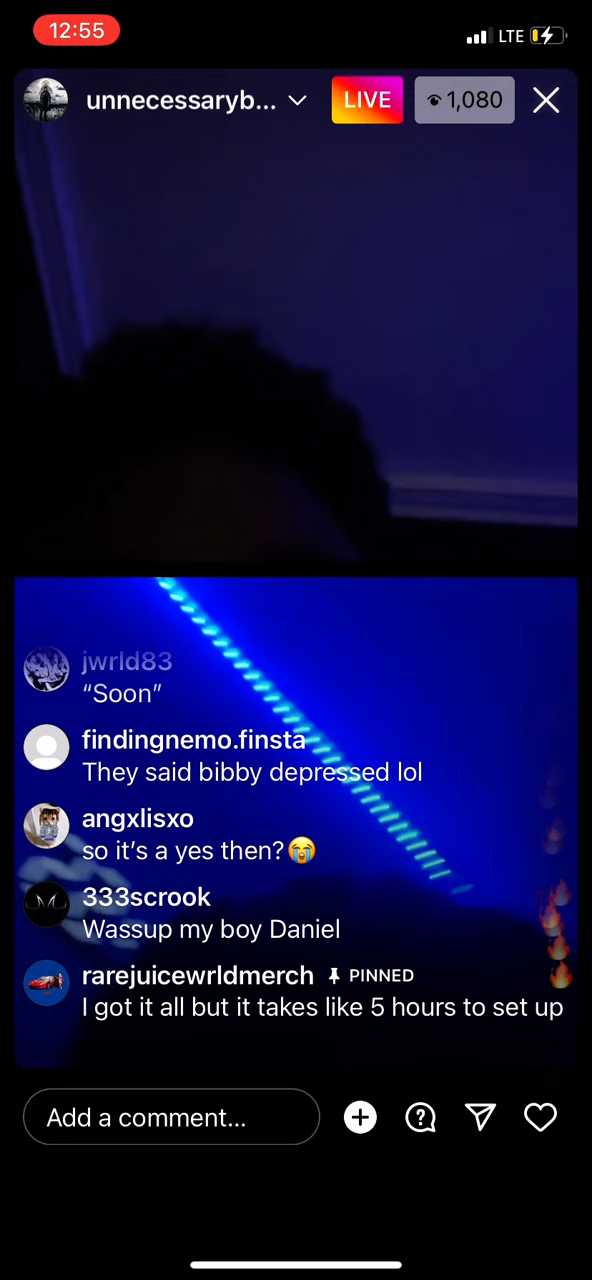 12:55
LTE
unnecessaryb...
LIVE
1,080
jwrld83
“Soon”
findingnemo.finsta
They said bibby depressed lol
angxlisxo
so it’s a yes then?😭
333scrook
Wassup my boy Daniel
rarejuicewrldmerch PINNED
I got it all but it takes like 5 hours to set up
Add a comment...